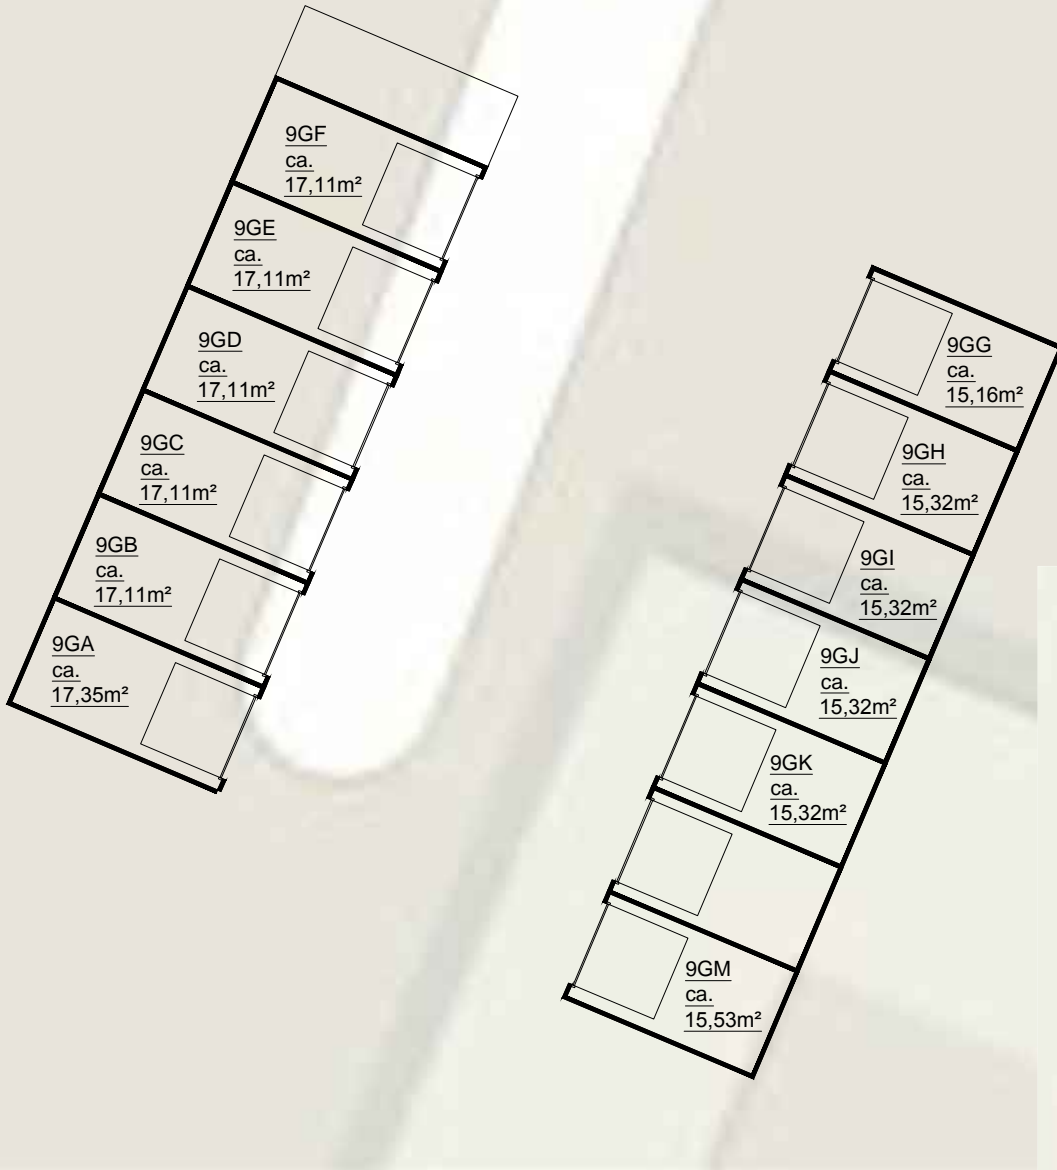 9GF
ca.
17,11m²
9GE
ca.
17,11m²
9GD
ca.
17,11m²
9GC
ca.
17,11m²
9GB
ca.
17,11m²
9GA
ca.
17,35m²
9GG
ca.
15,16m²
9GH
ca.
15,32m²
9GI
ca.
15,32m²
9GJ
ca.
15,32m²
9GK
ca.
15,32m²
9GM
ca.
15,53m²